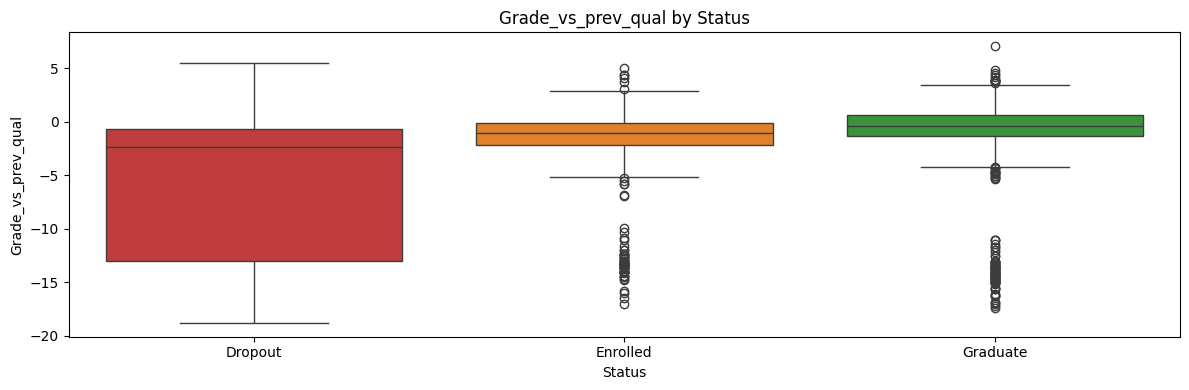 Grade_vs_prev_qual by Status
Grade_vs_prev_qual
5
0
−5
−10
−15
−20
Dropout
Enrolled
Graduate
Status